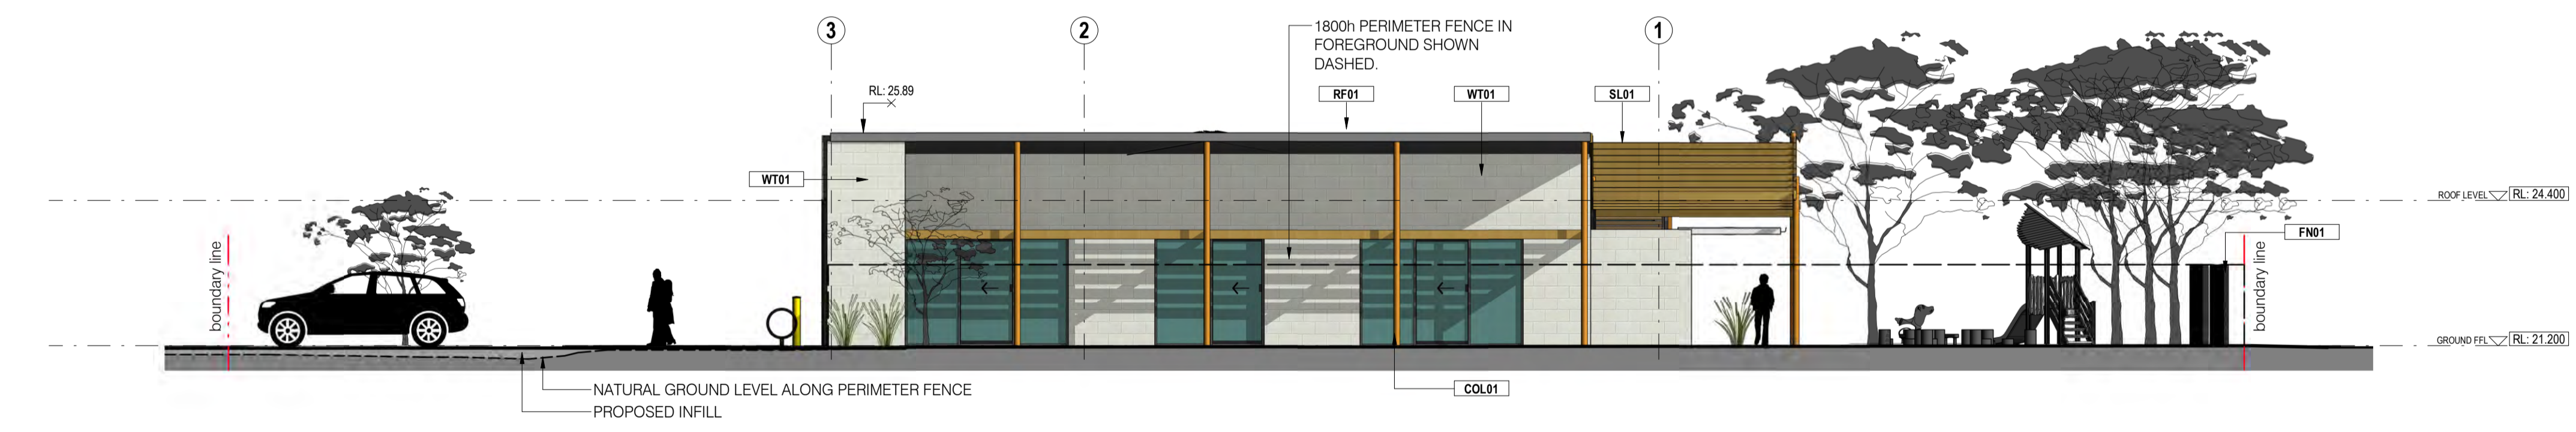 3
2
1
1800h PERIMETER FENCE IN
FOREGROUND SHOWN
DASHED.
RL: 25.89
RF01
WT01
SL01
WT01
ROOF LEVEL RL: 24.400
FN01
boundary line
boundary line
GROUND FFL RL: 21.200
NATURAL GROUND LEVEL ALONG PERIMETER FENCE
COL01
PROPOSED INFILL